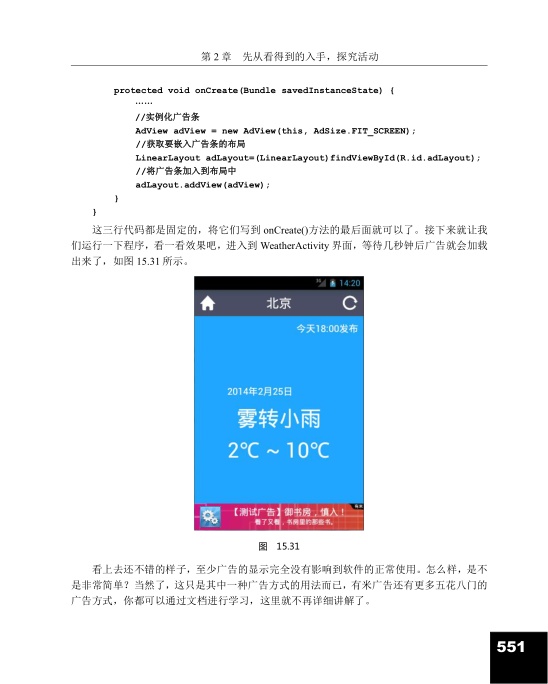 第 2 章　先从看得到的入手，探究活动
protected void onCreate(Bundle savedInstanceState) {
……
//实例化广告条
AdView adView = new AdView(this, AdSize.FIT_SCREEN);
//获取要嵌入广告条的布局
LinearLayout adLayout=(LinearLayout)findViewById(R.id.adLayout);
//将广告条加入到布局中
adLayout.addView(adView);
}
}
这三行代码都是固定的，将它们写到 onCreate()方法的最后面就可以了。接下来就让我
们运行一下程序，看一看效果吧，进入到 WeatherActivity 界面，等待几秒钟后广告就会加载
出来了，如图 15.31 所示。
14:20
北京
今天18:00发布
2014年2月25日
雾转小雨
2℃ ~ 10℃
【测试广告】御书房，慎入！
看了又看，书房里的那些书。
图　15.31
看上去还不错的样子，至少广告的显示完全没有影响到软件的正常使用。怎么样，是不
是非常简单？当然了，这只是其中一种广告方式的用法而已，有米广告还有更多五花八门的
广告方式，你都可以通过文档进行学习，这里就不再详细讲解了。
551